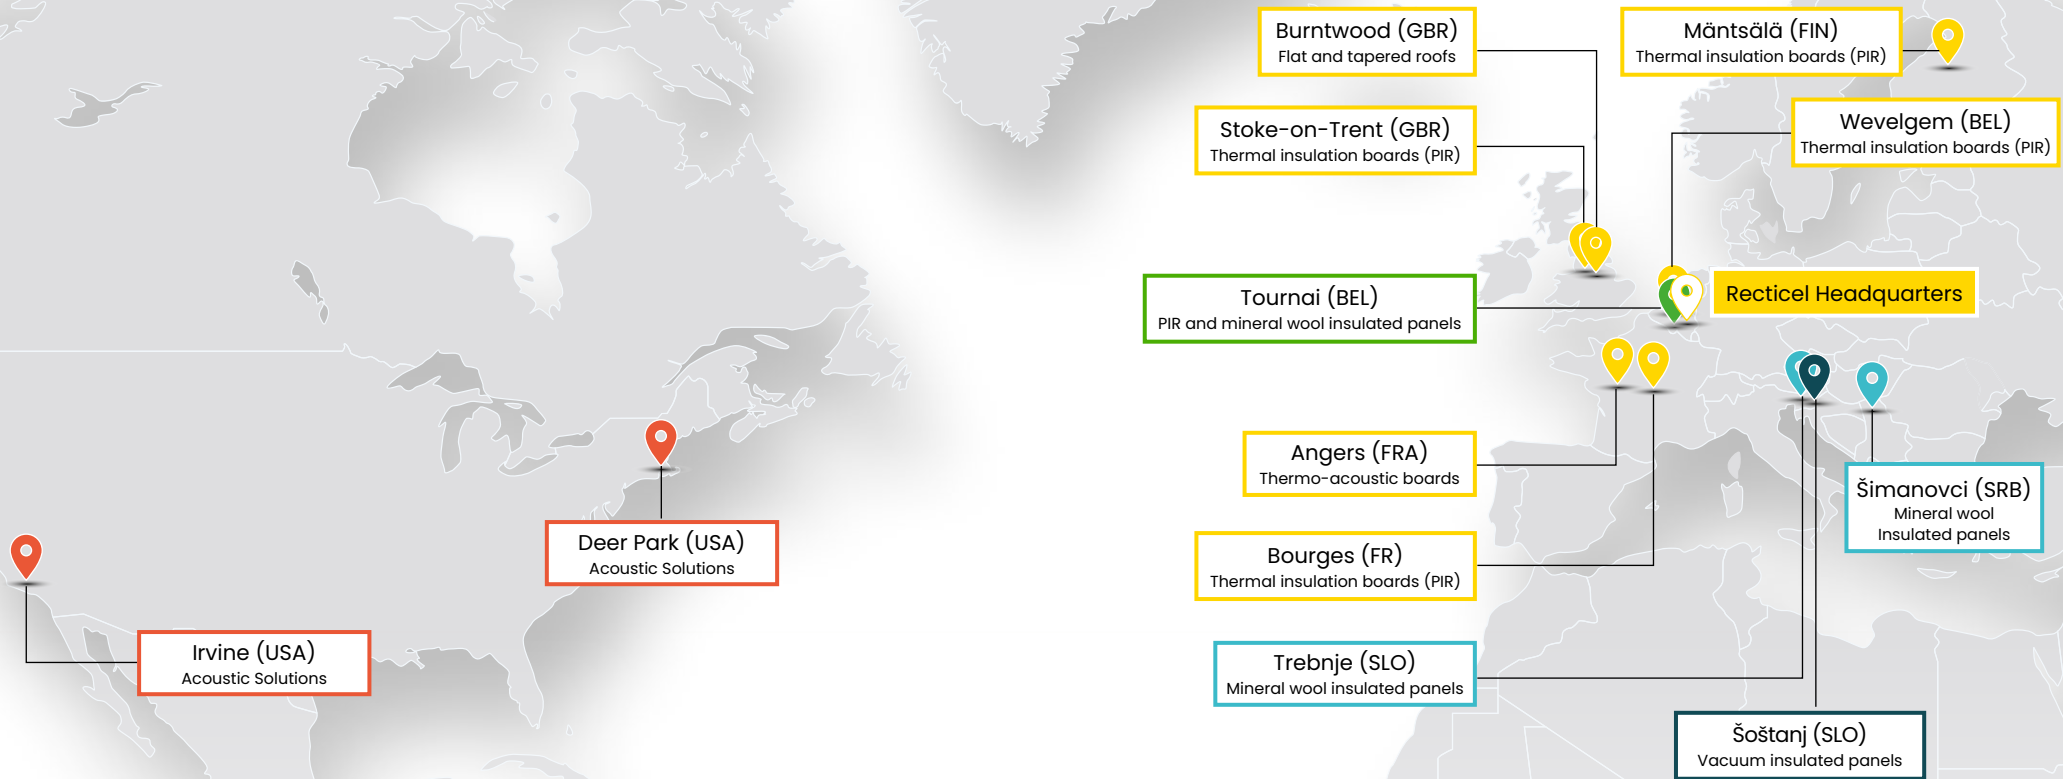 Burntwood (GBR)
Flat and tapered roofs
Mäntsälä (FIN)
Thermal insulation boards (PIR)
Stoke-on-Trent (GBR)
Thermal insulation boards (PIR)
Wevelgem (BEL)
Thermal insulation boards (PIR)
Tournai (BEL)
PIR and mineral wool insulated panels
Recticel Headquarters
Angers (FRA)
Thermo-acoustic boards
Šimanovci (SRB)
Mineral wool
Insulated panels
Deer Park (USA)
Acoustic Solutions
Bourges (FR)
Thermal insulation boards (PIR)
Irvine (USA)
Acoustic Solutions
Trebnje (SLO)
Mineral wool insulated panels
Šoštanj (SLO)
Vacuum insulated panels